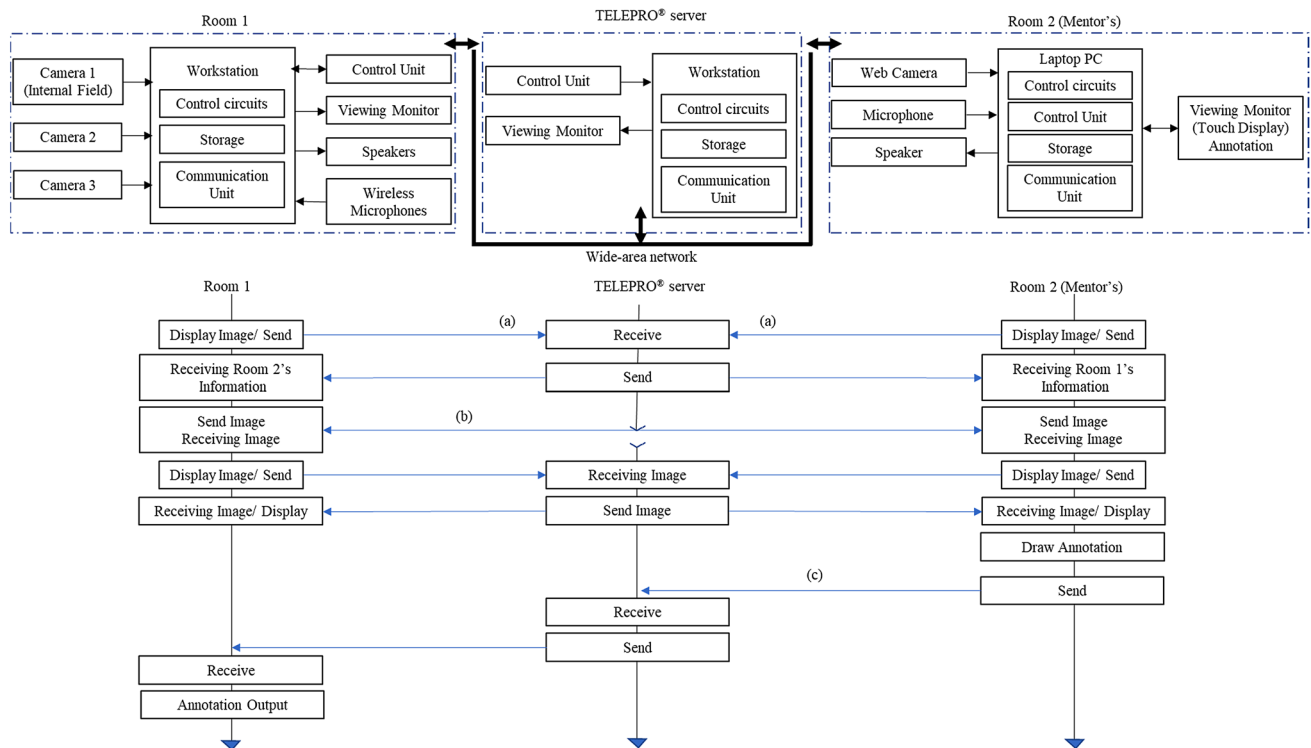 Room 1
TELEPRO® server
Room 2 (Mentor's)
Camera 1
(Internal Field)
Camera 2
Camera 3
Workstation
Control circuits
Storage
Communication
Unit
Control Unit
Viewing Monitor
Speakers
Wireless
Microphones
Control Unit
Viewing Monitor
Workstation
Control circuits
Storage
Communication
Unit
Web Camera
Microphone
Speaker
Laptop PC
Control circuits
Control Unit
Storage
Communication
Unit
Viewing Monitor
(Touch Display)
Annotation
Wide-area network
Room 1
TELEPRO® server
Room 2 (Mentor's)
Display Image/ Send
(a)
Receive
(a)
Display Image/ Send
Receiving Room 2's
Information
Send
Receiving Room 1's
Information
Send Image
Receiving Image
(b)
Send Image
Receiving Image
Display Image/ Send
Receiving Image
Display Image/ Send
Receiving Image/ Display
Send Image
Receiving Image/ Display
Draw Annotation
(c)
Send
Receive
Send
Receive
Annotation Output